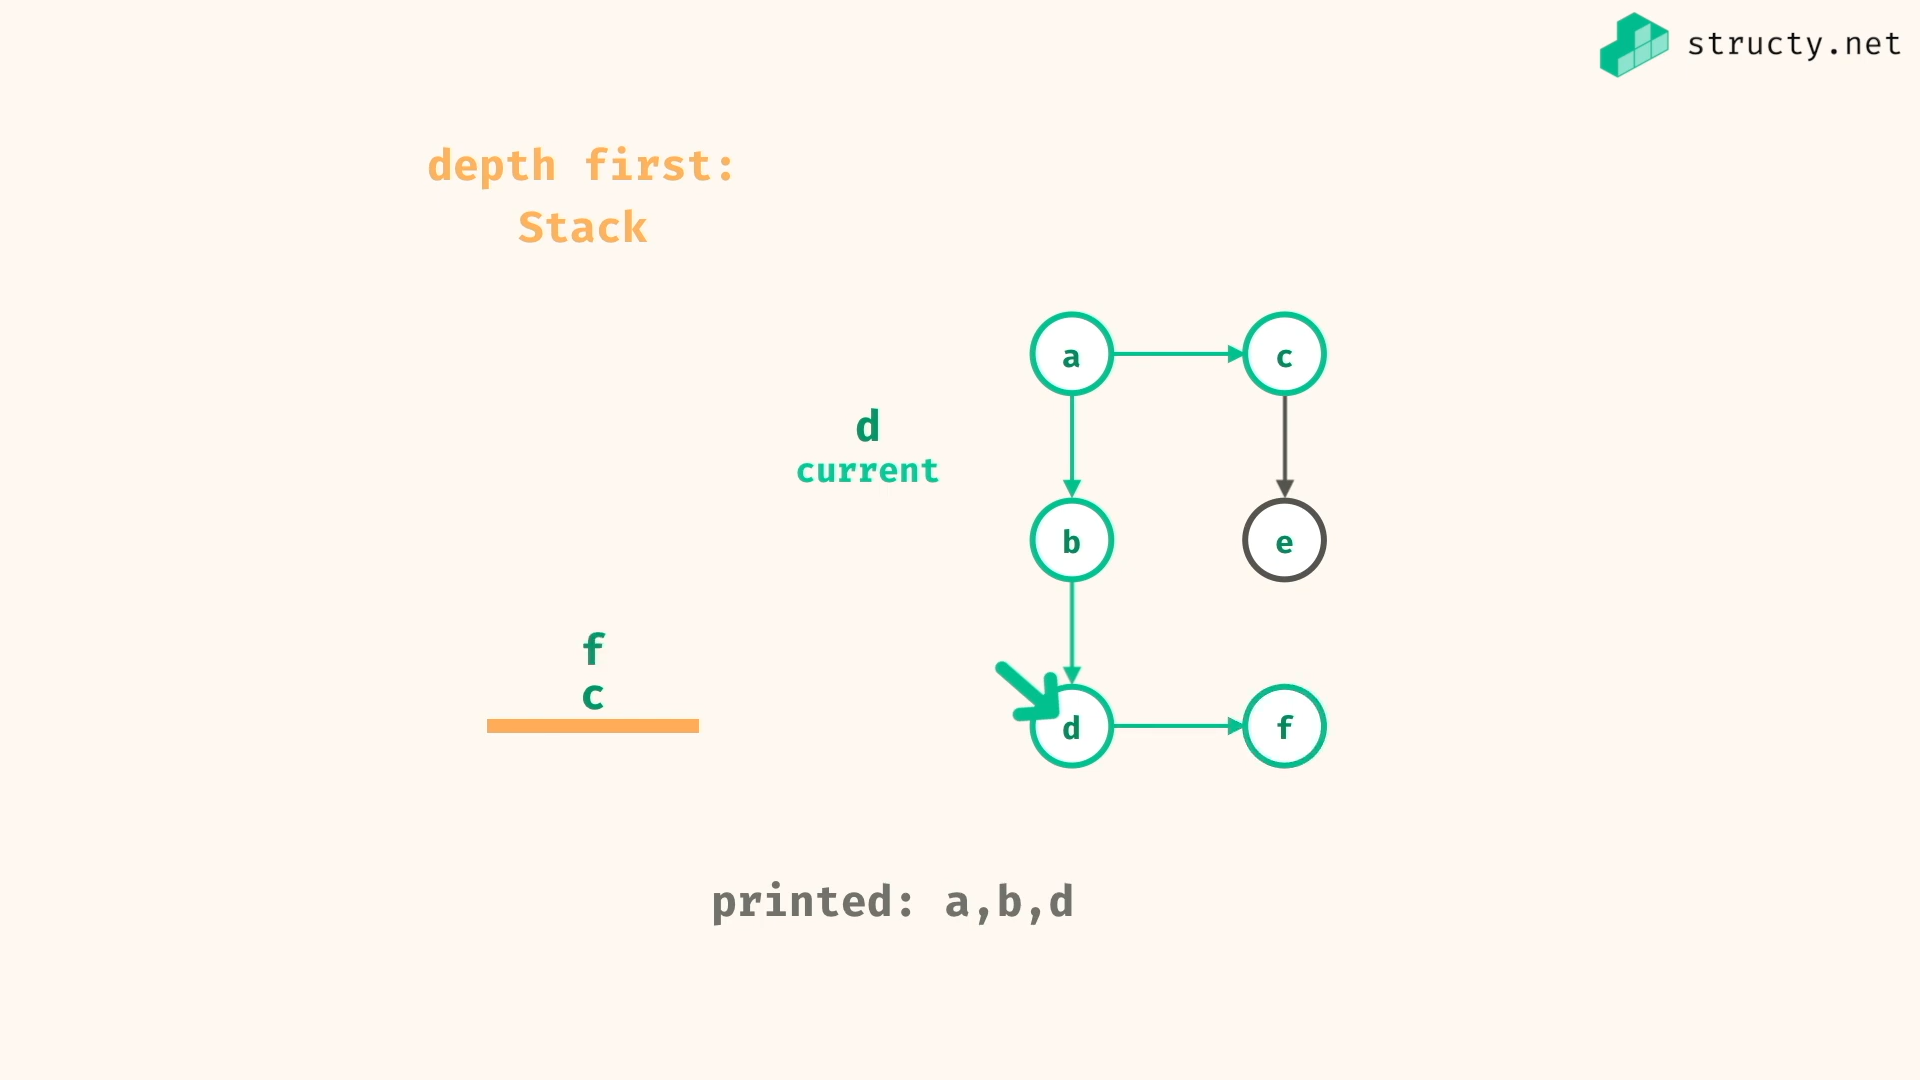 structy.net
depth first:
Stack
a
c
d
current
b
e
f
c
d
f
printed: a,b,d